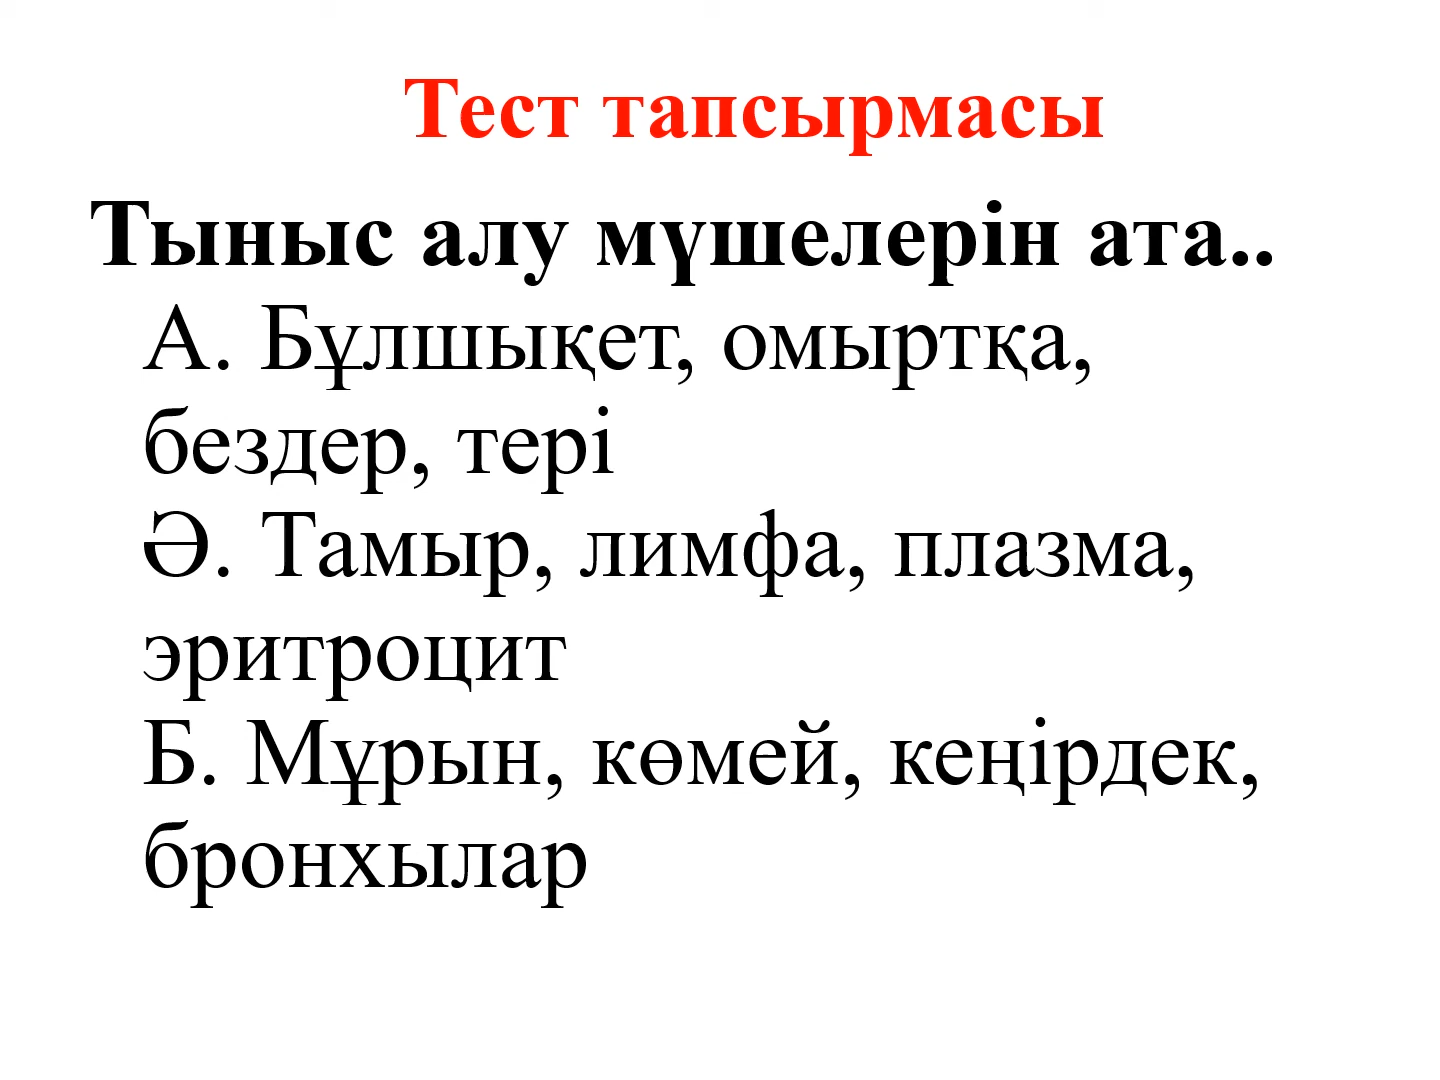 Тест тапсырмасы
Тыныс алу мүшелерін ата..
А. Бұлшықет, омыртқа,
бездер, тері
Ә. Тамыр, лимфа, плазма,
эритроцит
Б. Мұрын, көмей, кеңірдек,
бронхылар